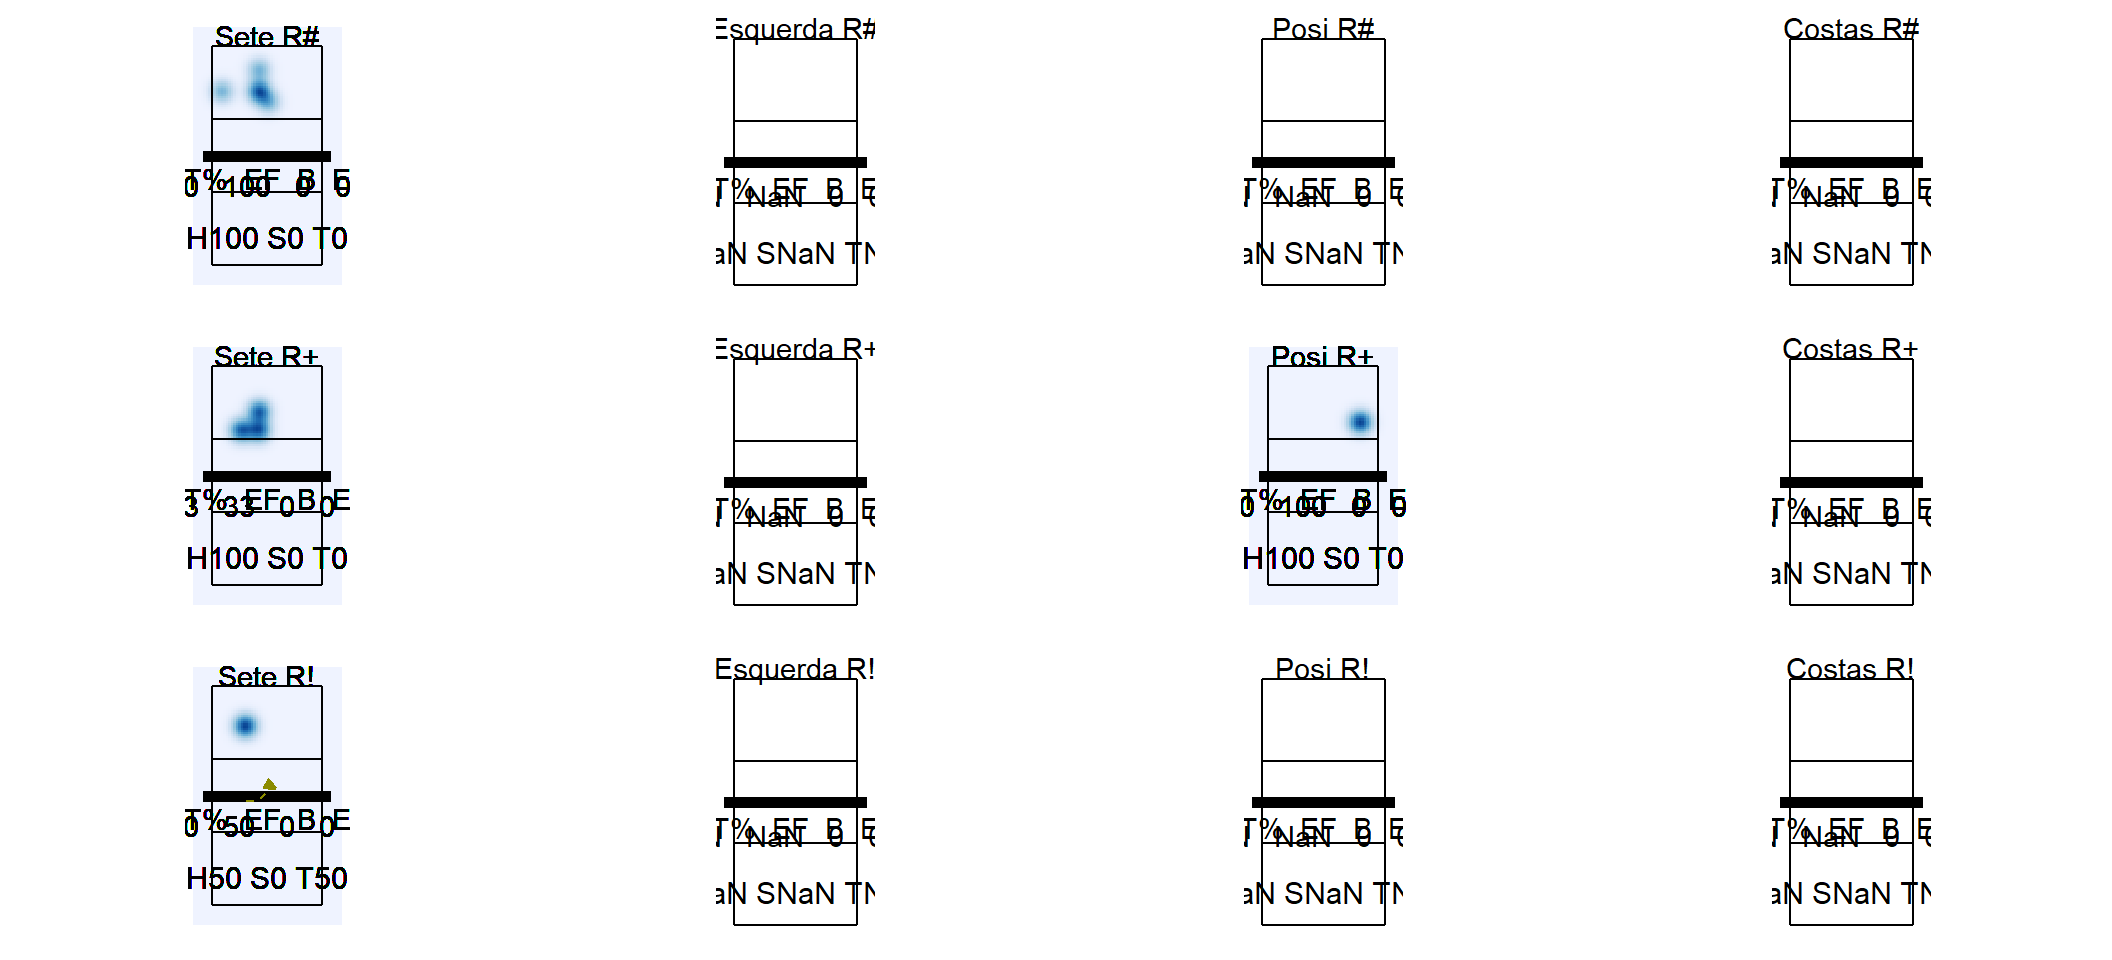 Sete R#
Esquerda R#
Posi R#
Costas R#
T% EF B E
0 100 0 0
T% EF B E
NaN 0
T% EF B E
NaN 0
T% EF B E
NaN 0
H100 S0 T0
aN SNaN TN
aN SNaN TN
aN SNaN TN
Sete R+
Esquerda R+
Posi R+
Costas R+
T% EF B E
3 33 0 0
T% EF B E
NaN 0
T% EF B E
0 100 0 0
T% EF B E
NaN 0
H100 S0 T0
aN SNaN TN
H100 S0 T0
aN SNaN TN
Sete R!
Esquerda R!
Posi R!
Costas R!
T% EF B E
0 50 0 0
T% EF B E
NaN 0
T% EF B E
NaN 0
T% EF B E
NaN 0
H50 S0 T50
aN SNaN TN
aN SNaN TN
aN SNaN TN